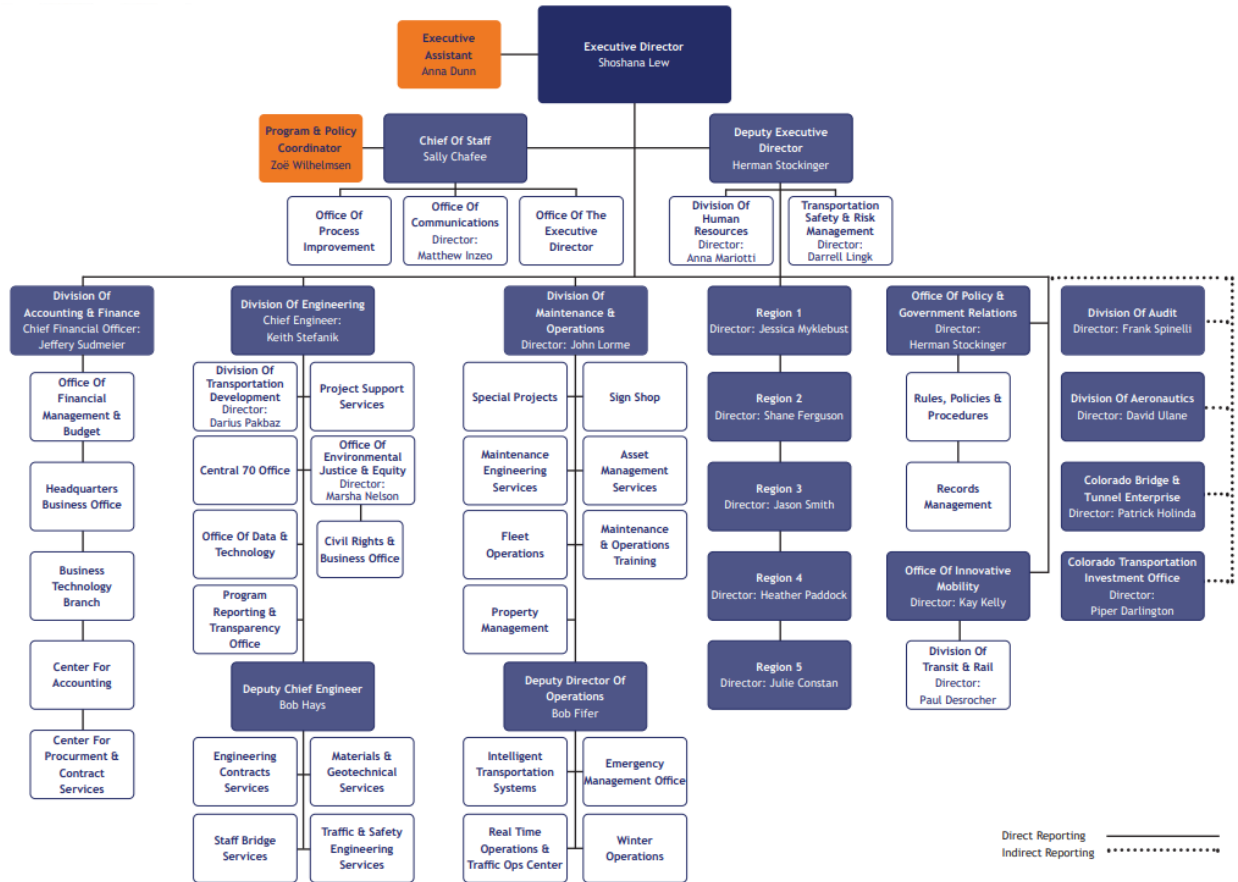 Executive
Assistant
Anna Dunn
Executive Director
Shoshana Lew
Program & Policy
Coordinator
Zoë Wilhelmsen
Chief Of Staff
Sally Chafee
Deputy Executive
Director
Herman Stockinger
Office Of
Process
Improvement
Office Of
Communications
Director:
Matthew Inzeo
Office Of The
Executive
Director
Division Of
Human
Resources
Director:
Anna Mariotti
Transportation
Safety & Risk
Management
Director:
Darrell Lingk
Division Of
Accounting & Finance
Chief Financial Officer:
Jeffery Sudmeier
Office Of
Financial
Management &
Budget
Headquarters
Business Office
Business
Technology
Branch
Center For
Accounting
Center For
Procurment &
Contract
Services
Division Of Engineering
Chief Engineer:
Keith Stefanik
Division Of
Transportation
Development
Director:
Darius Pakbaz
Project Support
Services
Central 70 Office
Office Of
Environmental
Justice & Equity
Director:
Marsha Nelson
Office Of Data &
Technology
Civil Rights &
Business Office
Program
Reporting &
Transparency
Office
Deputy Chief Engineer
Bob Hays
Engineering
Contracts
Services
Materials &
Geotechnical
Services
Staff Bridge
Services
Traffic & Safety
Engineering
Services
Division Of
Maintenance &
Operations
Director: John Lorme
Special Projects
Sign Shop
Maintenance
Engineering
Services
Asset
Management
Services
Fleet
Operations
Maintenance
& Operations
Training
Property
Management
Deputy Director Of
Operations
Bob Fifer
Intelligent
Transportation
Systems
Emergency
Management Office
Real Time
Operations &
Traffic Ops Center
Winter
Operations
Region 1
Director: Jessica Myklebust
Region 2
Director: Shane Ferguson
Region 3
Director: Jason Smith
Region 4
Director: Heather Paddock
Region 5
Director: Julie Constan
Office Of Policy &
Government Relations
Director:
Herman Stockinger
Rules, Policies &
Procedures
Records
Management
Office Of Innovative
Mobility
Director: Kay Kelly
Division Of
Transit & Rail
Director:
Paul Desrocher
Division Of Audit
Director: Frank Spinelli
Division Of Aeronautics
Director: David Ulane
Colorado Bridge &
Tunnel Enterprise
Director: Patrick Holinda
Colorado Transportation
Investment Office
Director:
Piper Darlington
Direct Reporting
Indirect Reporting